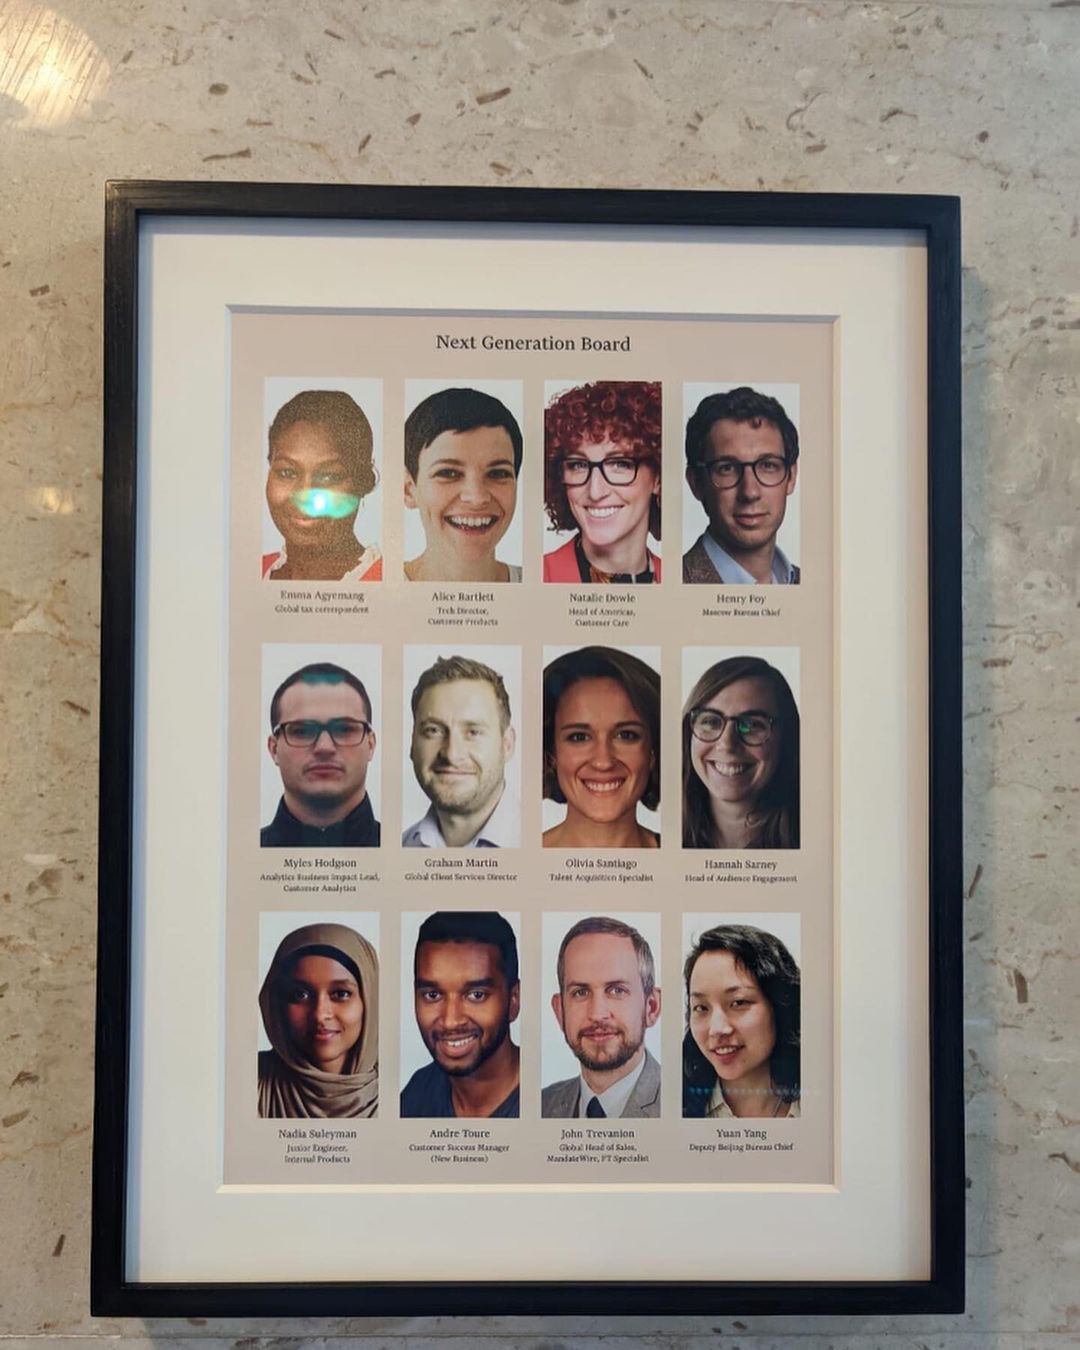 Next Generation Board
Emma Agyemang
Global tax correspondent
Alice Bartlett
Tech Director,
Customer Products
Natalie Dowle
Head of Americas,
Customer Care
Henry Foy
Moscow Bureau Chief
Myles Hodgson
Analytics Business Impact Lead,
Customer Analytics
Graham Martin
Global Client Services Director
Olivia Santiago
Talent Acquisition Specialist
Hannah Sarney
Head of Audience Engagement
Nadia Suleyman
Junior Engineer,
Internal Products
Andre Toure
Customer Success Manager
(New Business)
John Trevanion
Global Head of Sales,
MandateWire, FT Specialist
Yuan Yang
Deputy Beijing Bureau Chief